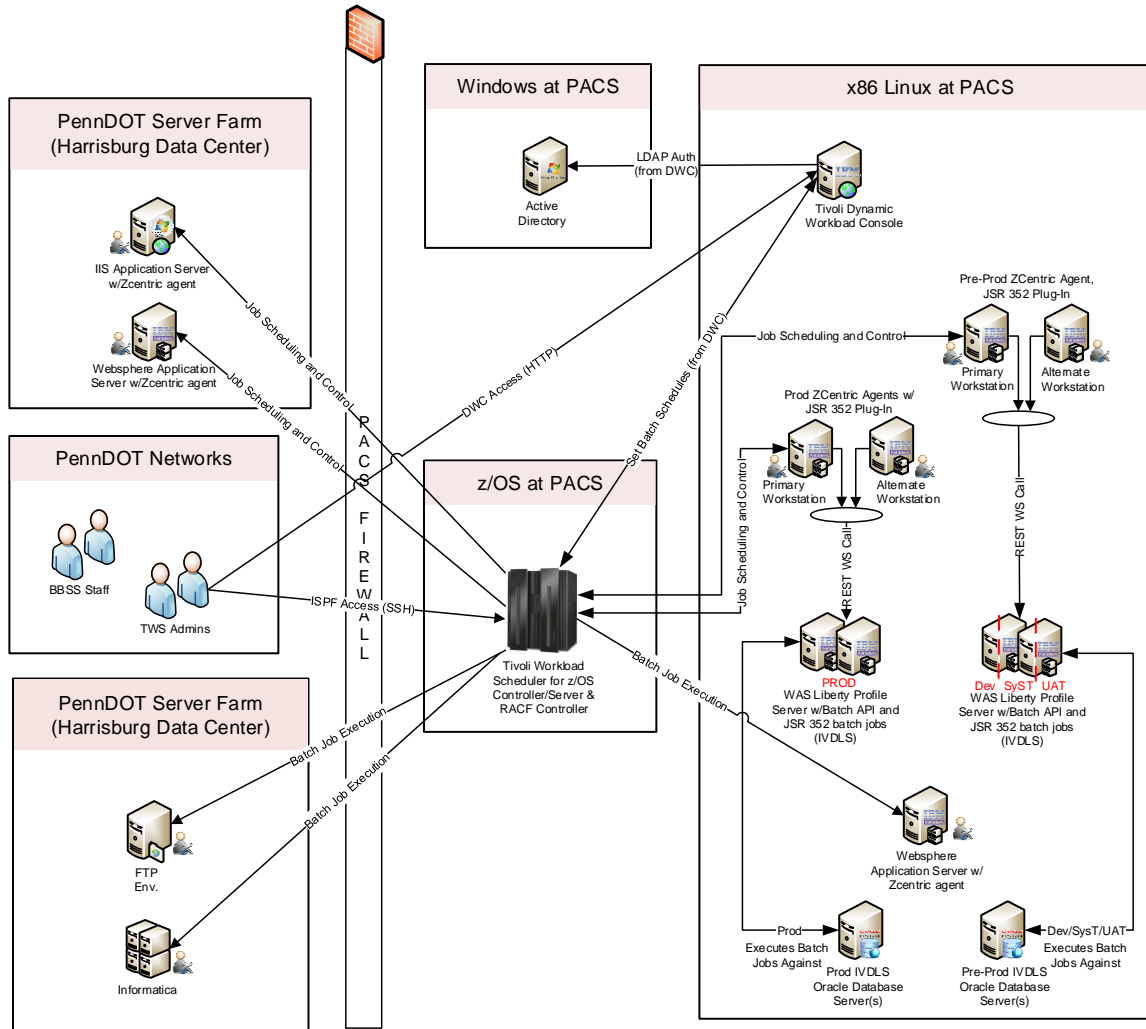 Windows at PACS
x86 Linux at PACS
PennDOT Server Farm
(Harrisburg Data Center)
LDAP Auth
(from DWC)
Active
Directory
Tivoli Dynamic
Workload Console
IIS Application Server
w/Zcentric agent
Websphere Application
Server w/Zcentric agent
Job Scheduling and Control
Job Scheduling and Control
DWC Access (HTTP)
Set Batch Schedules (from DWC)
Pre-Prod ZCentric Agent,
JSR 352 Plug-In
Job Scheduling and Control
Primary
Workstation
Alternate
Workstation
Prod ZCentric Agents w/
JSR 352 Plug-In
Primary
Workstation
Alternate
Workstation
Job Scheduling and Control
REST WS Call
REST WS Call
PACS FIREWALL
PennDOT Networks
BBSS Staff
TWS Admins
ISPF Access (SSH)
z/OS at PACS
Tivoli Workload
Scheduler for z/OS
Controller/Server &
RACF Controller
PROD
WAS Liberty Profile
Server w/Batch API and
JSR 352 batch jobs
(IVDLS)
Dev SyST UAT
WAS Liberty Profile
Server w/Batch API and
JSR 352 batch jobs
(IVDLS)
PennDOT Server Farm
(Harrisburg Data Center)
Batch Job Execution
Batch Job Execution
Batch Job Execution
FTP
Env.
Informatica
Websphere
Application Server w/
Zcentric agent
Prod
Executes Batch
Jobs Against
Prod IVDLS
Oracle Database
Server(s)
Pre-Prod IVDLS
Oracle Database
Server(s)
Dev/SysT/UAT
Executes Batch
Jobs Against